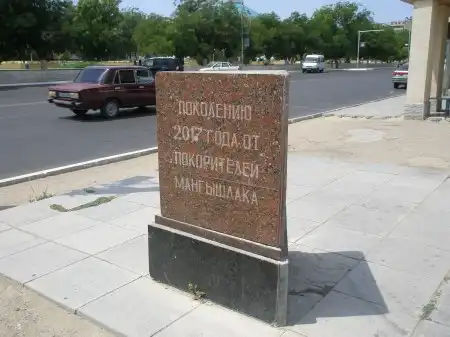 ПОКОЛЕНИЮ
2017 ГОДА ОТ
ПОКОРИТЕЛЕЙ
МАНГЫШЛАКА